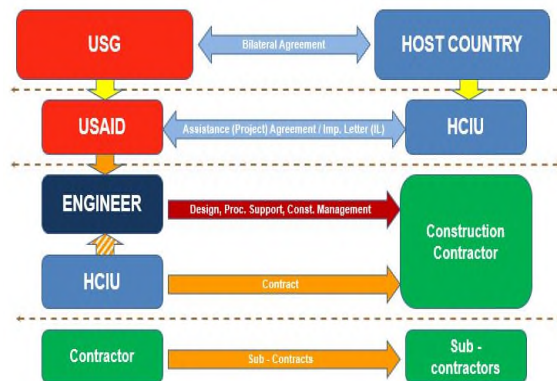 USG
Bilateral Agreement
HOST COUNTRY
USAID
Assistance (Project) Agreement / Imp. Letter (IL)
HCIU
ENGINEER
Design, Proc. Support, Const. Management
Construction
Contractor
HCIU
Contract
Contractor
Sub - Contracts
Sub -
contractors